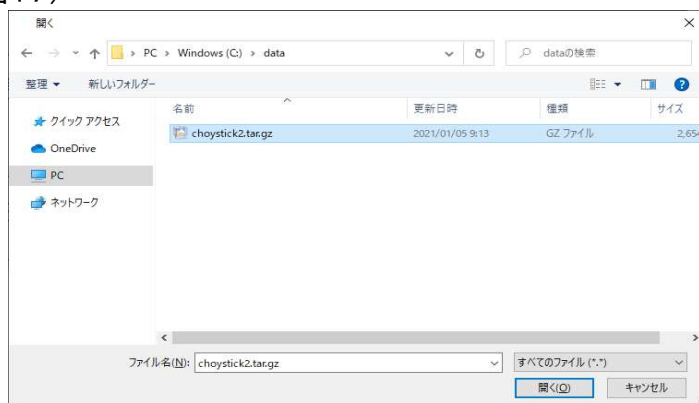 開く
PC > Windows (C:) > data
dataの検索
整理 新しいフォルダー
名前 更新日時 種類 サイズ
choystick2.tar.gz 2021/01/05 9:13 GZ ファイル 2,65
クイック アクセス
OneDrive
PC
ネットワーク
ファイル名(N): choystick2.tar.gz すべてのファイル (*.*)
開く(O) キャンセル